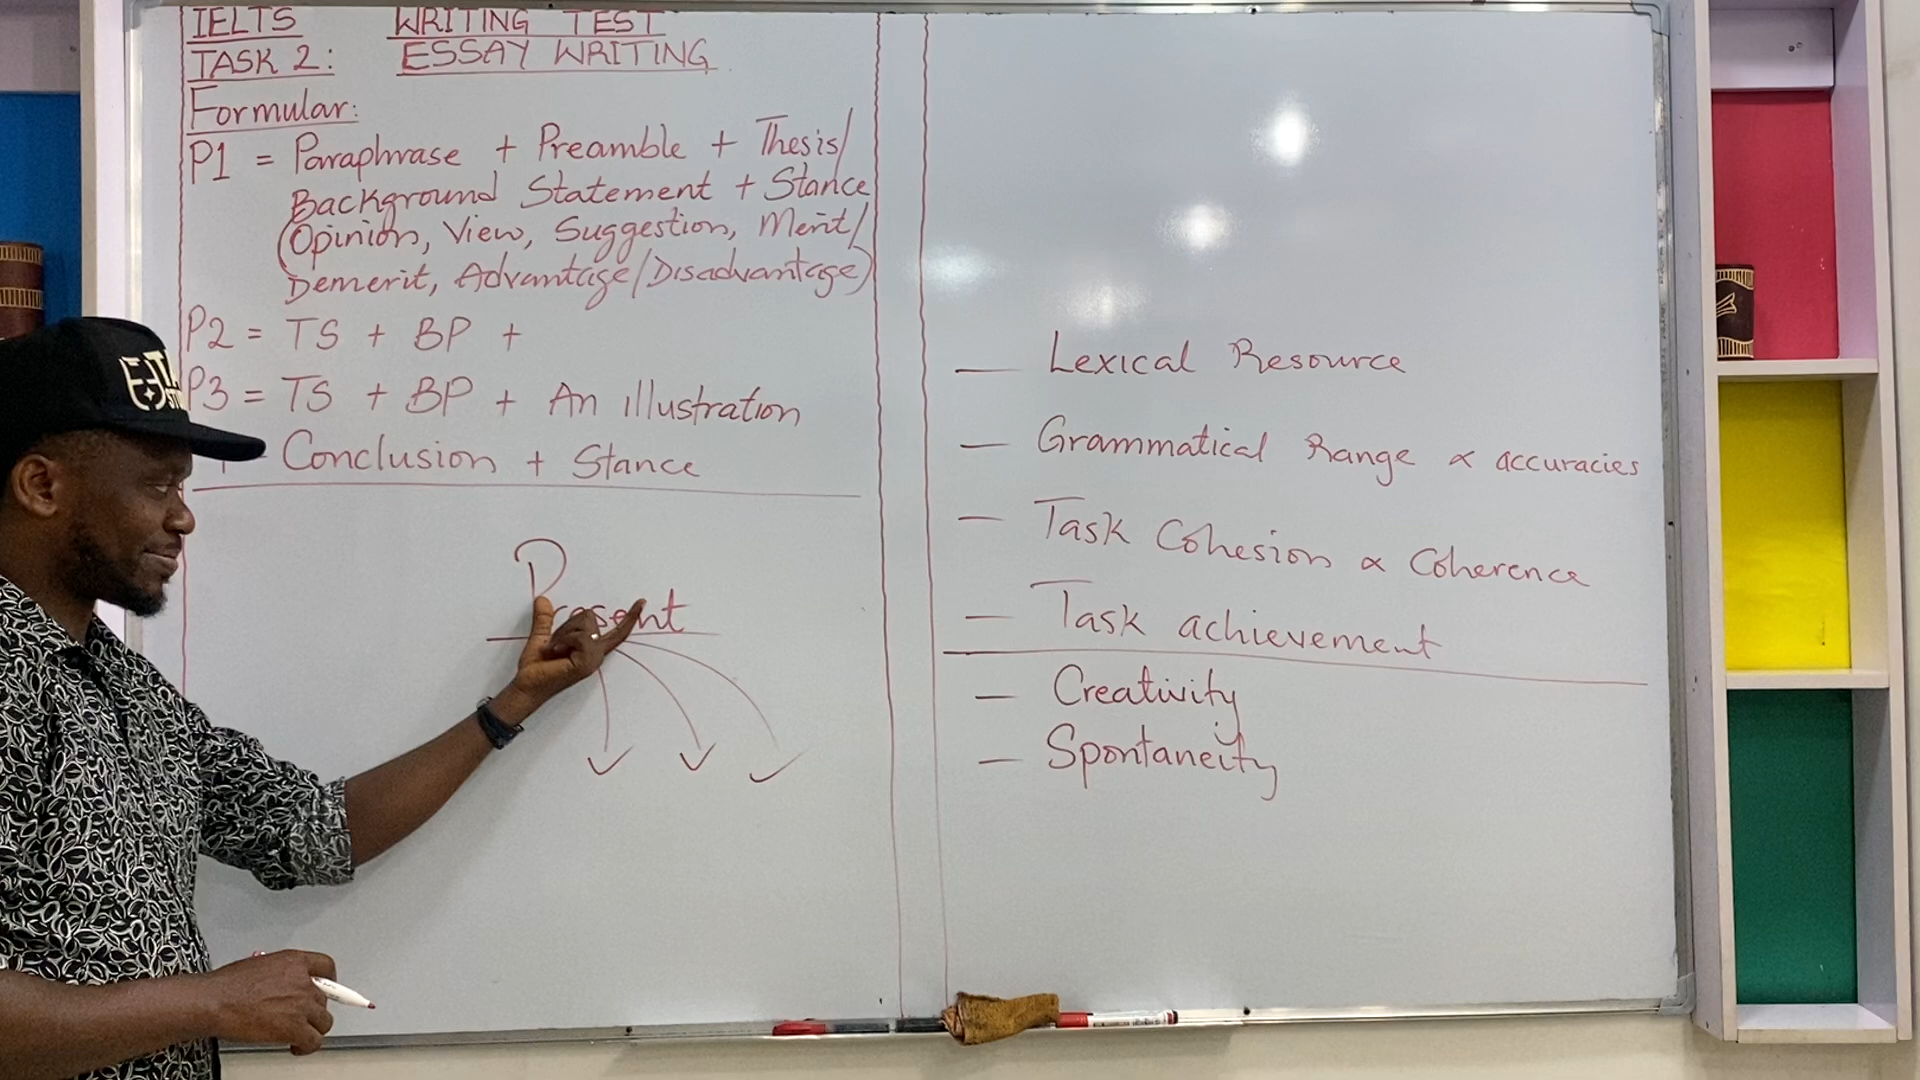 IELTS WRITING TEST
TASK 2: ESSAY WRITING
Formular:
P1 = Paraphrase + Preamble + Thesis/
Background Statement + Stance
(Opinion, View, Suggestion, Merit/
Demerit, Advantage/Disadvantage)
P2 = TS + BP +
P3 = TS + BP + An illustration
Conclusion + Stance
Present
— Lexical Resource
— Grammatical Range & accuracies
— Task Cohesion & Coherence
— Task achievement
— Creativity
— Spontaneity